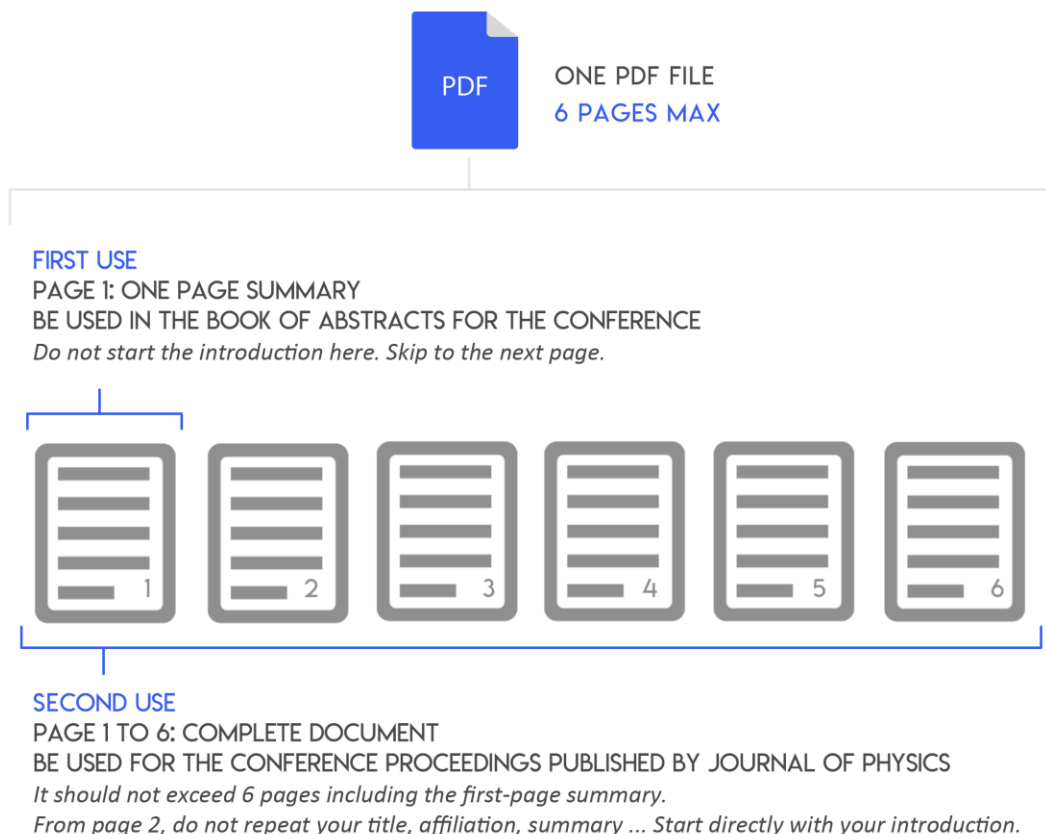 PDF
ONE PDF FILE
6 PAGES MAX
FIRST USE
PAGE 1: ONE PAGE SUMMARY
BE USED IN THE BOOK OF ABSTRACTS FOR THE CONFERENCE
Do not start the introduction here. Skip to the next page.
1 2 3 4 5 6
SECOND USE
PAGE 1 TO 6: COMPLETE DOCUMENT
BE USED FOR THE CONFERENCE PROCEEDINGS PUBLISHED BY JOURNAL OF PHYSICS
It should not exceed 6 pages including the first-page summary.
From page 2, do not repeat your title, affiliation, summary ... Start directly with your introduction.